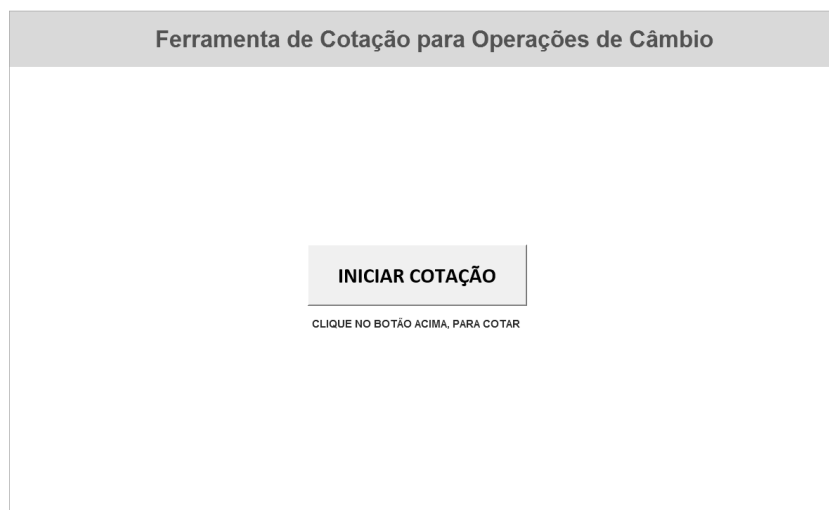 Ferramenta de Cotação para Operações de Câmbio
INICIAR COTAÇÃO
CLIQUE NO BOTÃO ACIMA, PARA COTAR